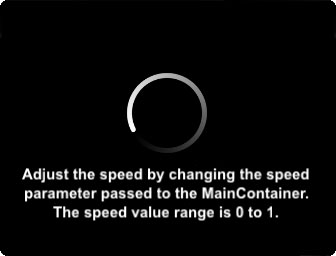 Adjust the speed by changing the speed
parameter passed to the MainContainer.
The speed value range is 0 to 1.